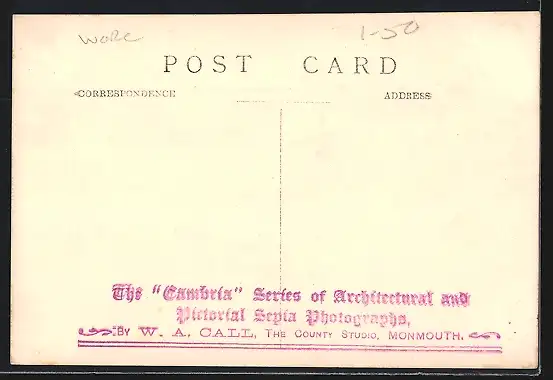 WORC 1-50
POST CARD
CORRESPONDENCE ADDRESS
The "Cambria" Series of Architectural and
Pictorial Sepia Photographs,
BY W. A. CALL, THE COUNTY STUDIO, MONMOUTH.